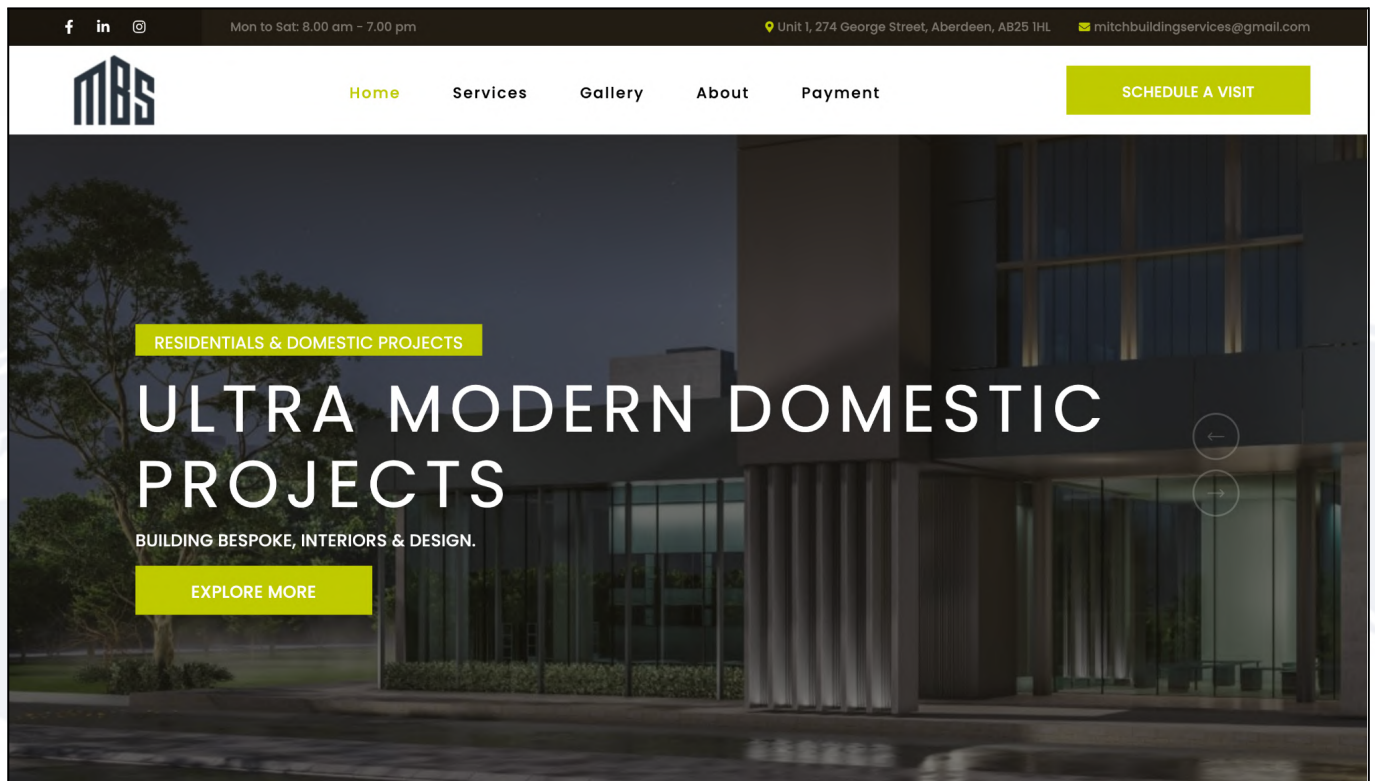 Mon to Sat: 8.00 am - 7.00 pm
Unit 1, 274 George Street, Aberdeen, AB25 1HL
mitchbuildingservices@gmail.com
MBS
Home
Services
Gallery
About
Payment
SCHEDULE A VISIT
RESIDENTIALS & DOMESTIC PROJECTS
ULTRA MODERN DOMESTIC
PROJECTS
BUILDING BESPOKE, INTERIORS & DESIGN.
EXPLORE MORE